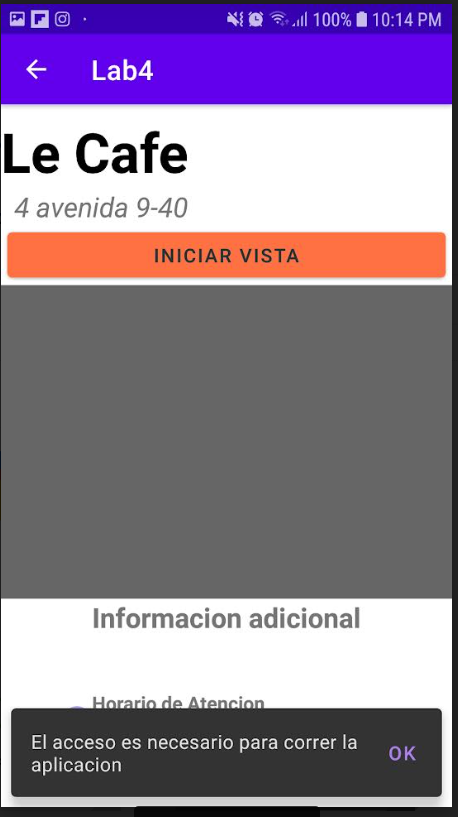 100% 10:14 PM
Lab4
Le Cafe
4 avenida 9-40
INICIAR VISTA
Informacion adicional
Horario de Atencion
El acceso es necesario para correr la
aplicacion
OK